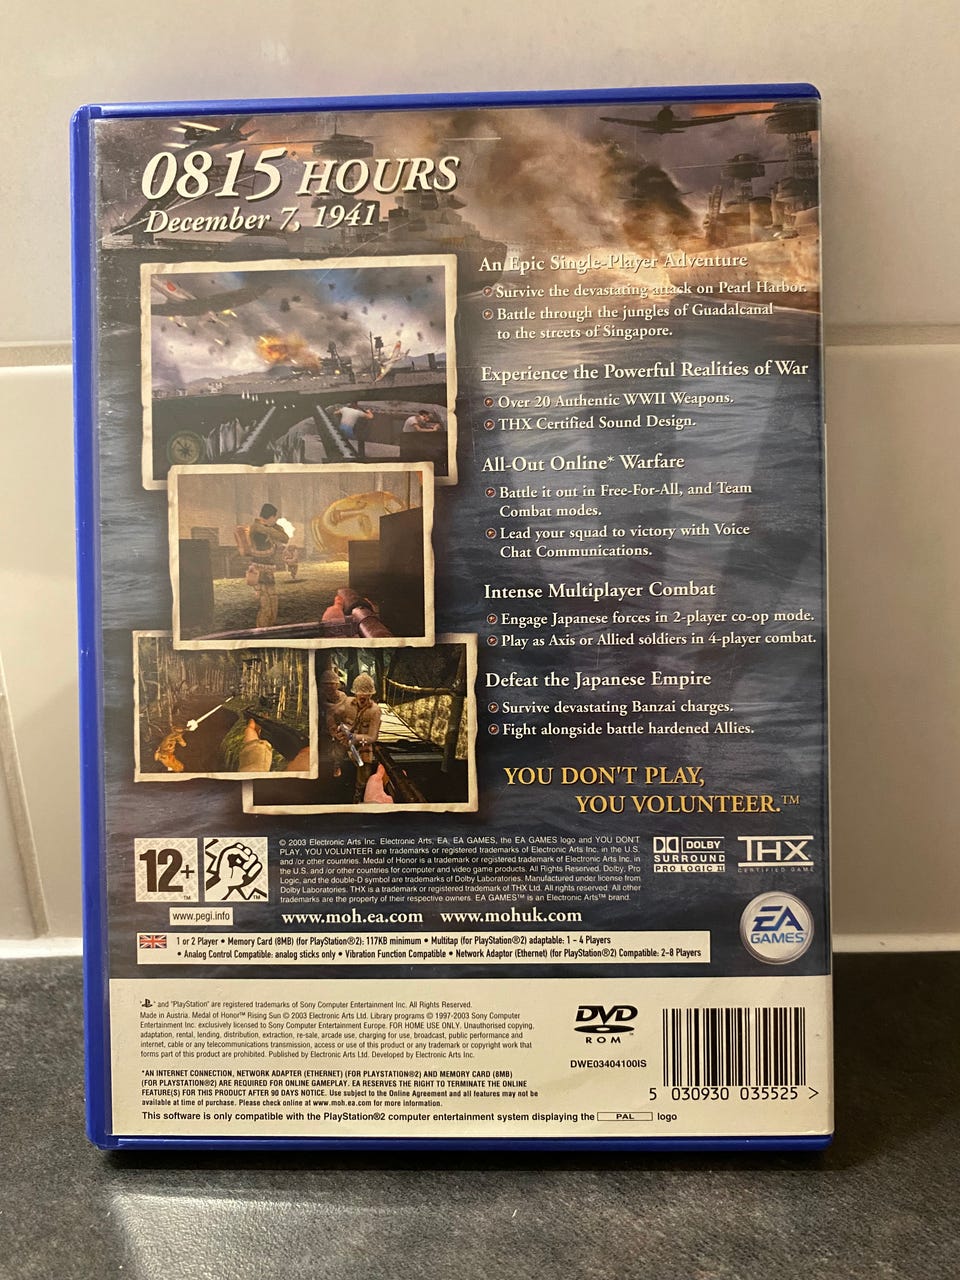 0815 HOURS
December 7, 1941
An Epic Single-Player Adventure
Survive the devastating attack on Pearl Harbor.
Battle through the jungles of Guadalcanal
to the streets of Singapore.
Experience the Powerful Realities of War
Over 20 Authentic WWII Weapons.
THX Certified Sound Design.
All-Out Online* Warfare
Battle it out in Free-For-All, and Team
Combat modes.
Lead your squad to victory with Voice
Chat Communications.
Intense Multiplayer Combat
Engage Japanese forces in 2-player co-op mode.
Play as Axis or Allied soldiers in 4-player combat.
Defeat the Japanese Empire
Survive devastating Banzai charges.
Fight alongside battle hardened Allies.
YOU DON'T PLAY,
YOU VOLUNTEER.™
12+
www.pegi.info
© 2003 Electronic Arts Inc. Electronic Arts, EA, EA GAMES, the EA GAMES logo and YOU DON'T
PLAY, YOU VOLUNTEER are trademarks or registered trademarks of Electronic Arts Inc. in the U.S.
and /or other countries. Medal of Honor is a trademark or registered trademark of Electronic Arts Inc. in
the U.S. and /or other countries for computer and video game products. All Rights Reserved. Dolby, Pro
Logic, and the double-D symbol are trademarks of Dolby Laboratories. Manufactured under license from
Dolby Laboratories. THX is a trademark or registered trademark of THX Ltd. All rights reserved. All other
trademarks are the property of their respective owners. EA GAMES™ is an Electronic Arts™ brand.
DOLBY
SURROUND
PRO LOGIC II
THX
CERTIFIED GAME
www.moh.ea.com www.mohuk.com
EA
GAMES
1 or 2 Player • Memory Card (8MB) (for PlayStation®2): 117KB minimum • Multitap (for PlayStation®2) adaptable: 1 - 4 Players
• Analog Control Compatible: analog sticks only • Vibration Function Compatible • Network Adaptor (Ethernet) (for PlayStation®2) Compatible: 2-8 Players
" and "PlayStation" are registered trademarks of Sony Computer Entertainment Inc. All Rights Reserved.
Made in Austria. Medal of Honor™ Rising Sun © 2003 Electronic Arts Ltd. Library programs © 1997-2003 Sony Computer
Entertainment Inc. exclusively licensed to Sony Computer Entertainment Europe. FOR HOME USE ONLY. Unauthorised copying,
adaptation, rental, lending, distribution, extraction, re-sale, arcade use, charging for use, broadcast, public performance and
internet, cable or any telecommunications transmission, access or use of this product or any trademark or copyright work that
forms part of this product are prohibited. Published by Electronic Arts Ltd. Developed by Electronic Arts Inc.
*AN INTERNET CONNECTION, NETWORK ADAPTER (ETHERNET) (FOR PLAYSTATION®2) AND MEMORY CARD (8MB)
(FOR PLAYSTATION®2) ARE REQUIRED FOR ONLINE GAMEPLAY. EA RESERVES THE RIGHT TO TERMINATE THE ONLINE
FEATURE(S) FOR THIS PRODUCT AFTER 90 DAYS NOTICE. Use subject to the Online Agreement and all features may not be
available at time of purchase. Please check online at www.moh.ea.com for more information.
This software is only compatible with the PlayStation®2 computer entertainment system displaying the PAL logo
DVD
ROM
DWE03404100IS
5 030930 035525 >